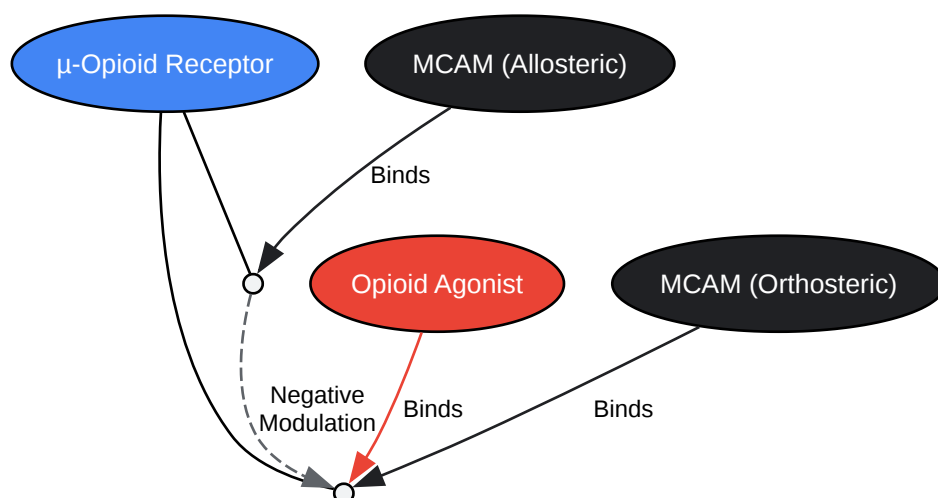 µ-Opioid Receptor
MCAM (Allosteric)
Binds
Opioid Agonist
MCAM (Orthosteric)
Negative
Modulation
Binds
Binds